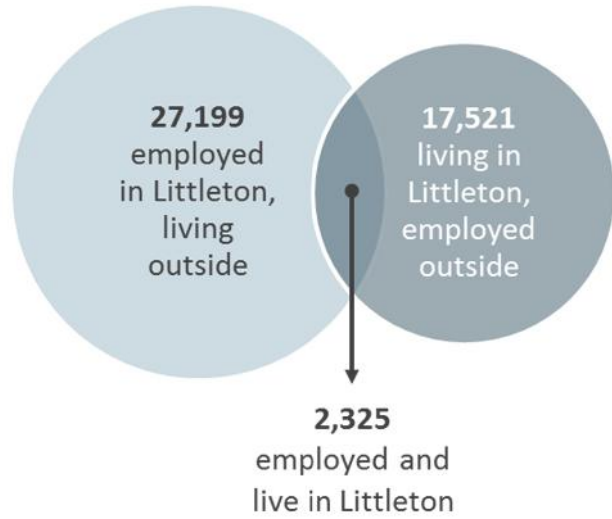 27,199
employed
in Littleton,
living
outside
17,521
living in
Littleton,
employed
outside
2,325
employed and
live in Littleton